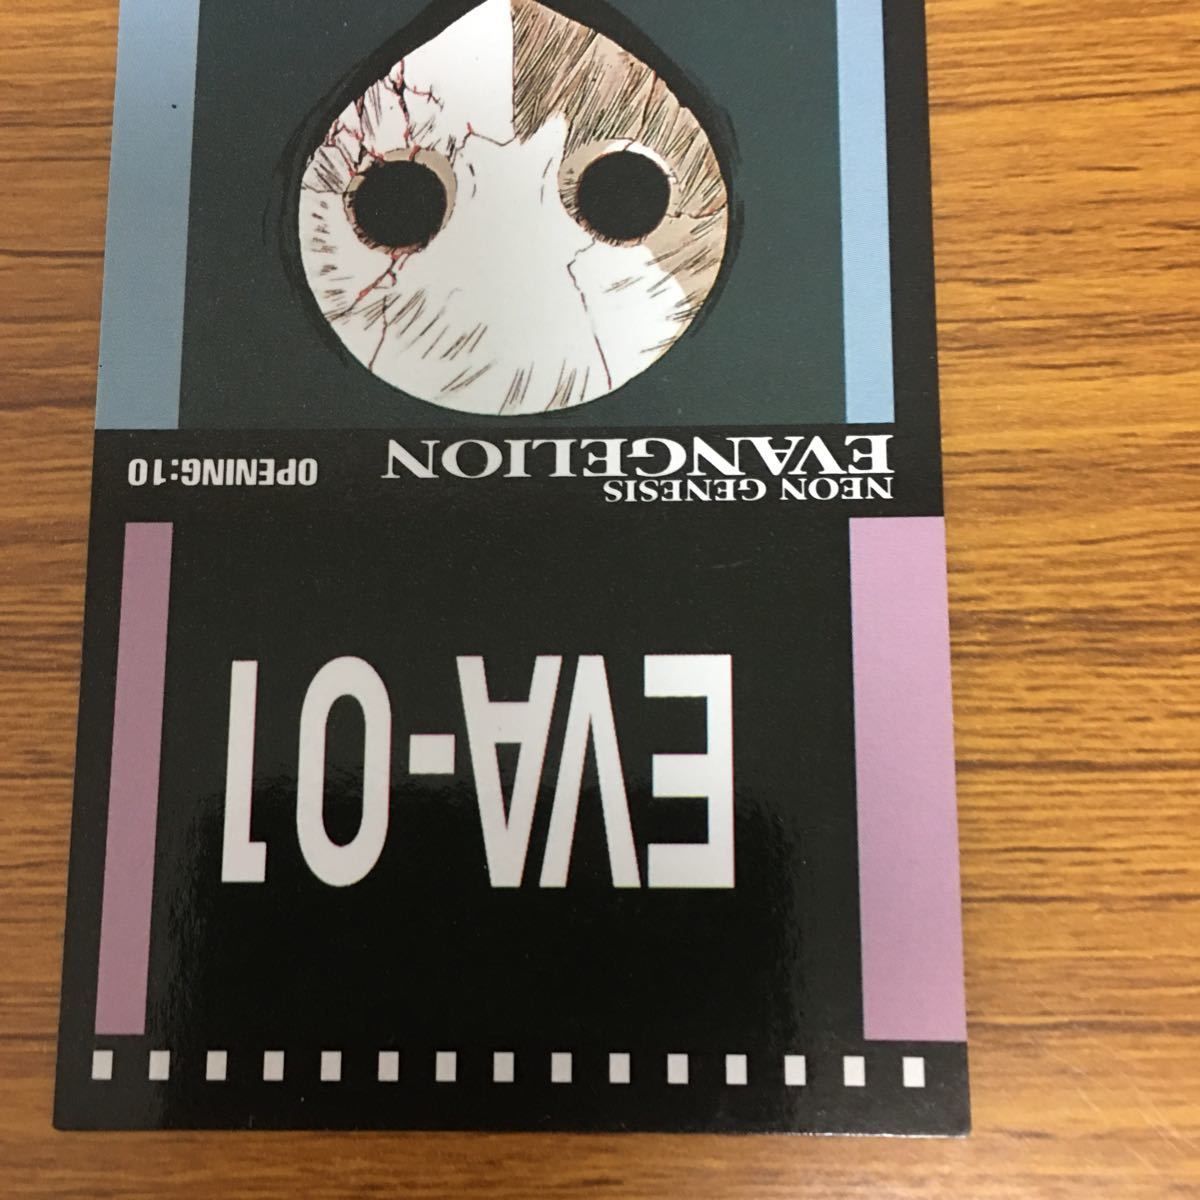 EVA-01
NEON GENESIS
EVANGELION
OPENING:10